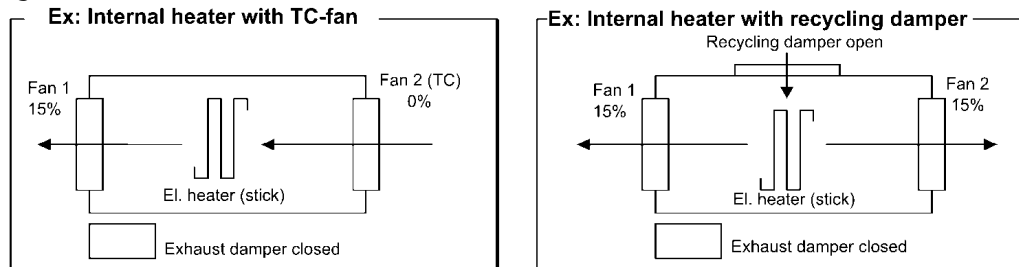 Ex: Internal heater with TC-fan
Fan 1
15%
Fan 2 (TC)
0%
El. heater (stick)
Exhaust damper closed
Ex: Internal heater with recycling damper
Recycling damper open
Fan 1
15%
Fan 2
15%
El. heater (stick)
Exhaust damper closed